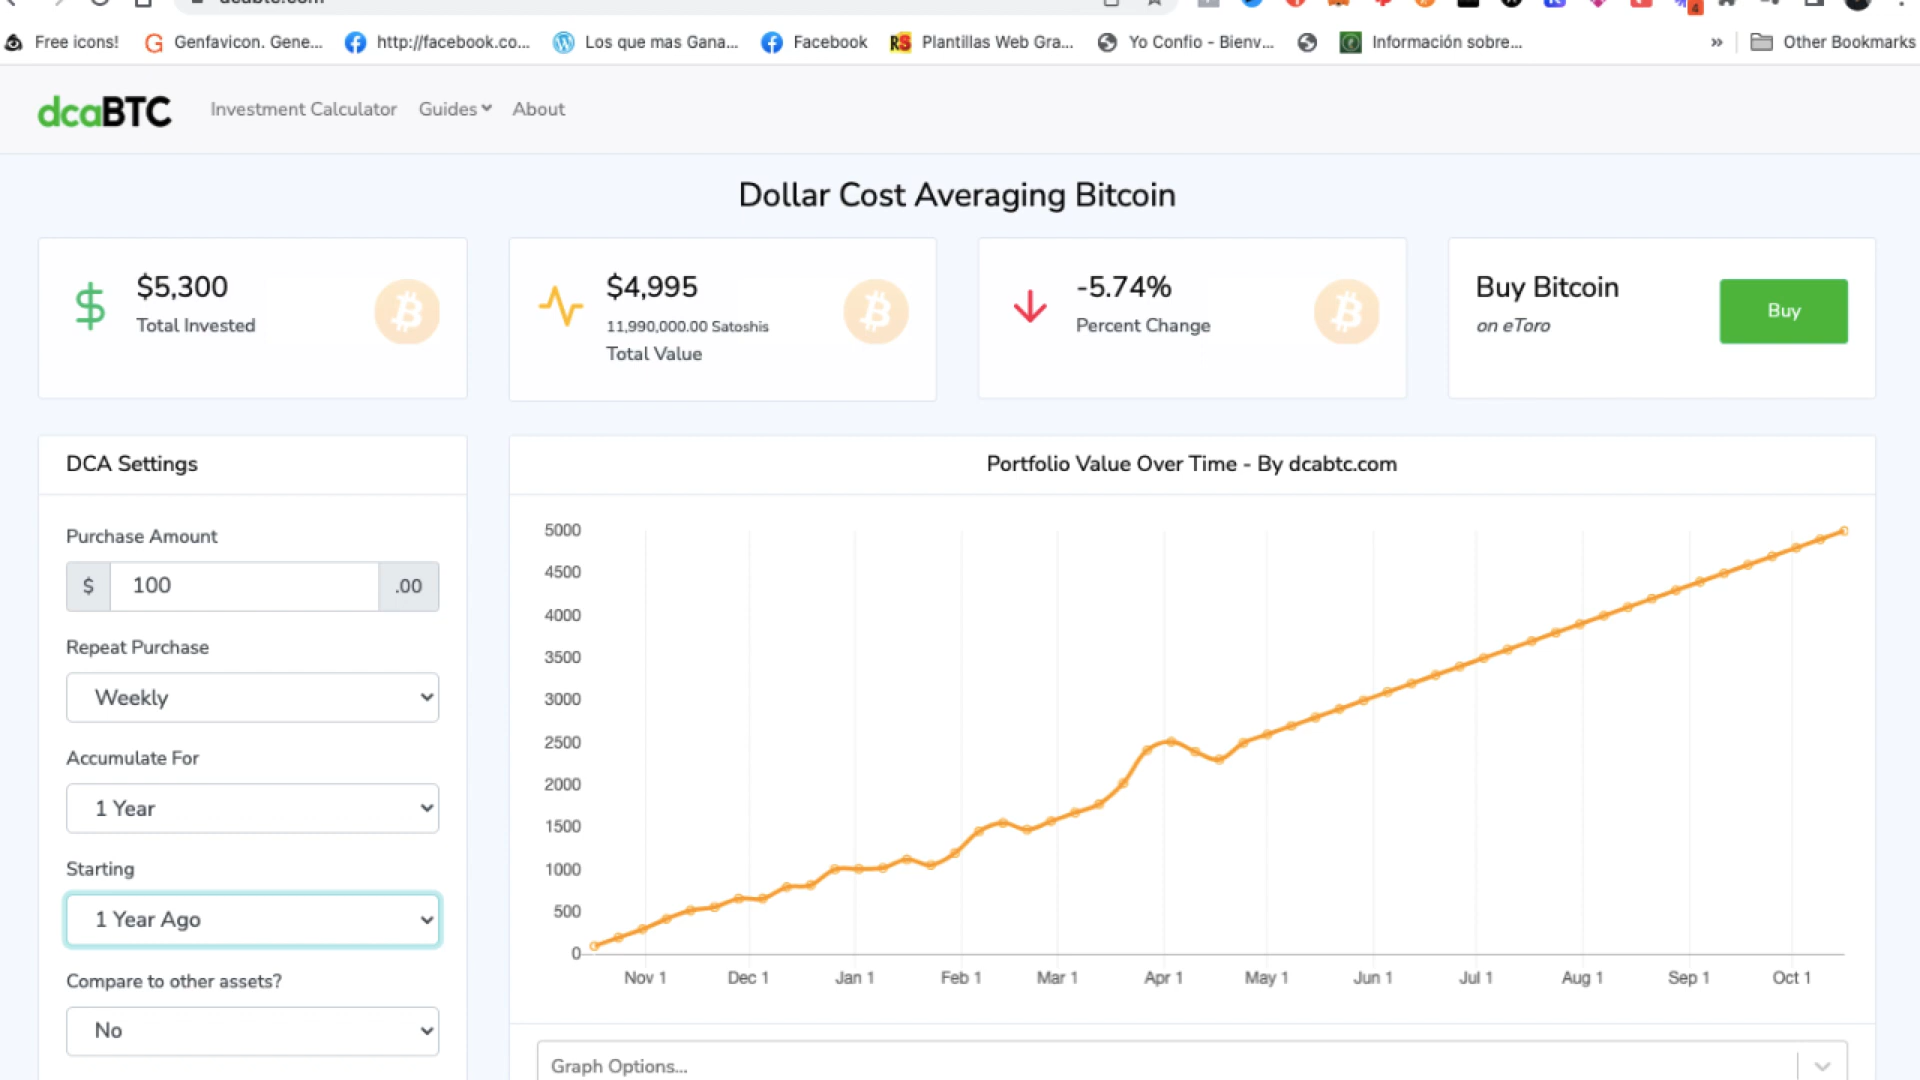 Free icons!
Genfavicon. Gene...
http://facebook.co...
Los que mas Gana...
Facebook
RS
Plantillas Web Gra...
Yo Confio - Bienv...
Información sobre...
»
Other Bookmarks
dcaBTC
Investment Calculator
Guides
About
Dollar Cost Averaging Bitcoin
$5,300
Total Invested
$4,995
11,990,000.00 Satoshis
Total Value
-5.74%
Percent Change
Buy Bitcoin
on eToro
Buy
DCA Settings
Purchase Amount
$ 100 .00
Repeat Purchase
Weekly
Accumulate For
1 Year
Starting
1 Year Ago
Compare to other assets?
No
Portfolio Value Over Time - By dcabtc.com
5000
4500
4000
3500
3000
2500
2000
1500
1000
500
0
Nov 1 Dec 1 Jan 1 Feb 1 Mar 1 Apr 1 May 1 Jun 1 Jul 1 Aug 1 Sep 1 Oct 1
Graph Options...